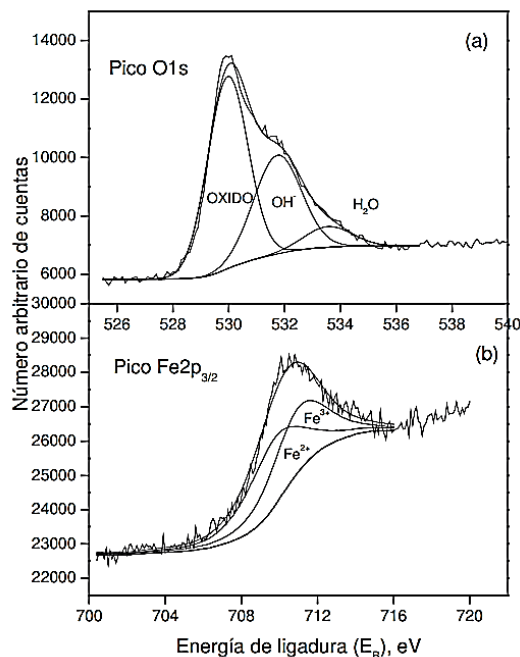 (a)
Pico O1s
14000
12000
10000
8000
6000
OXIDO
OH-
H2O
526 528 530 532 534 536 538 540
Número arbitrario de cuentas
30000
28000
27000
26000
25000
24000
23000
22000
(b)
Pico Fe2p3/2
Fe3+
Fe2+
700 704 708 712 716 720
Energía de ligadura (EB), eV